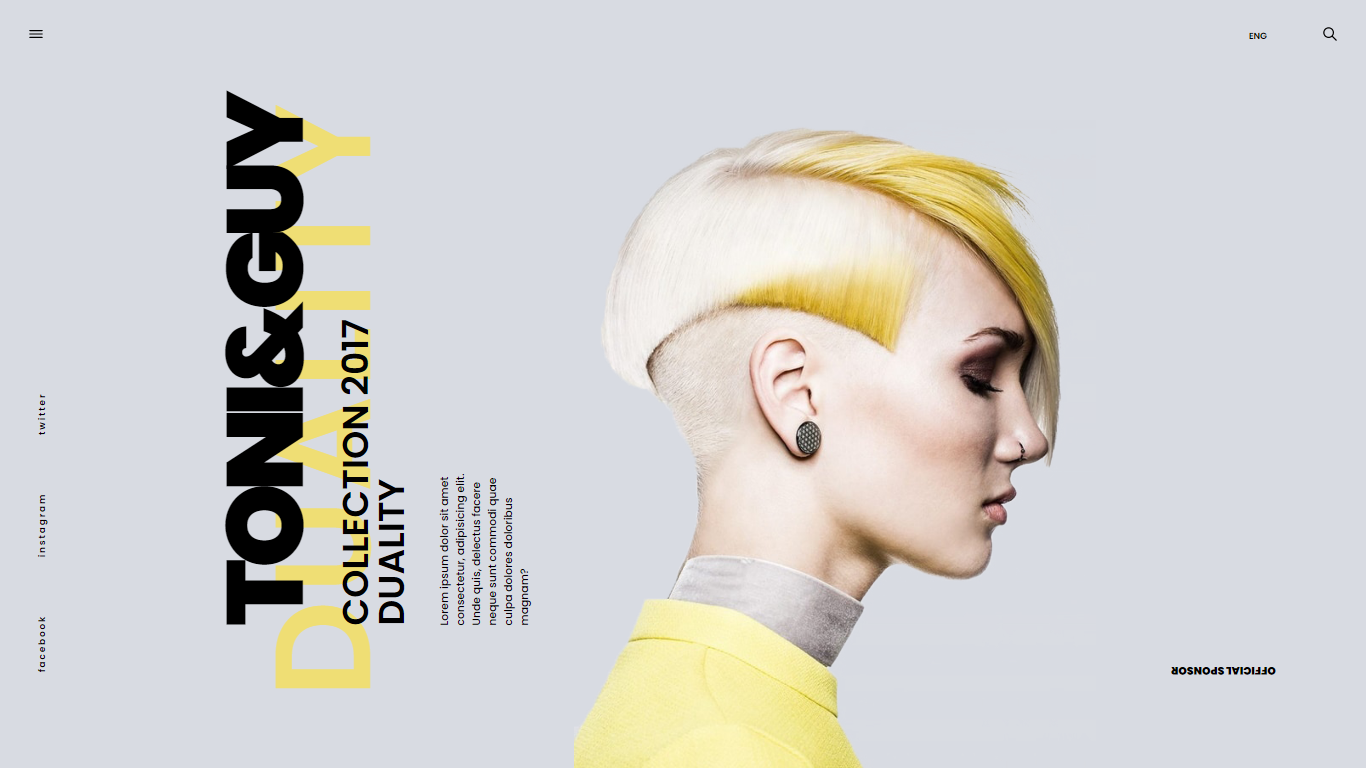 ENG
TONI&GUY
DUALITY
COLLECTION 2017
DUALITY
Lorem ipsum dolor sit amet
consectetur, adipisicing elit.
Unde quis, delectus facere
neque sunt commodi quae
culpa dolores doloribus
magnam?
twitter
instagram
facebook
OFFICIAL SPONSOR